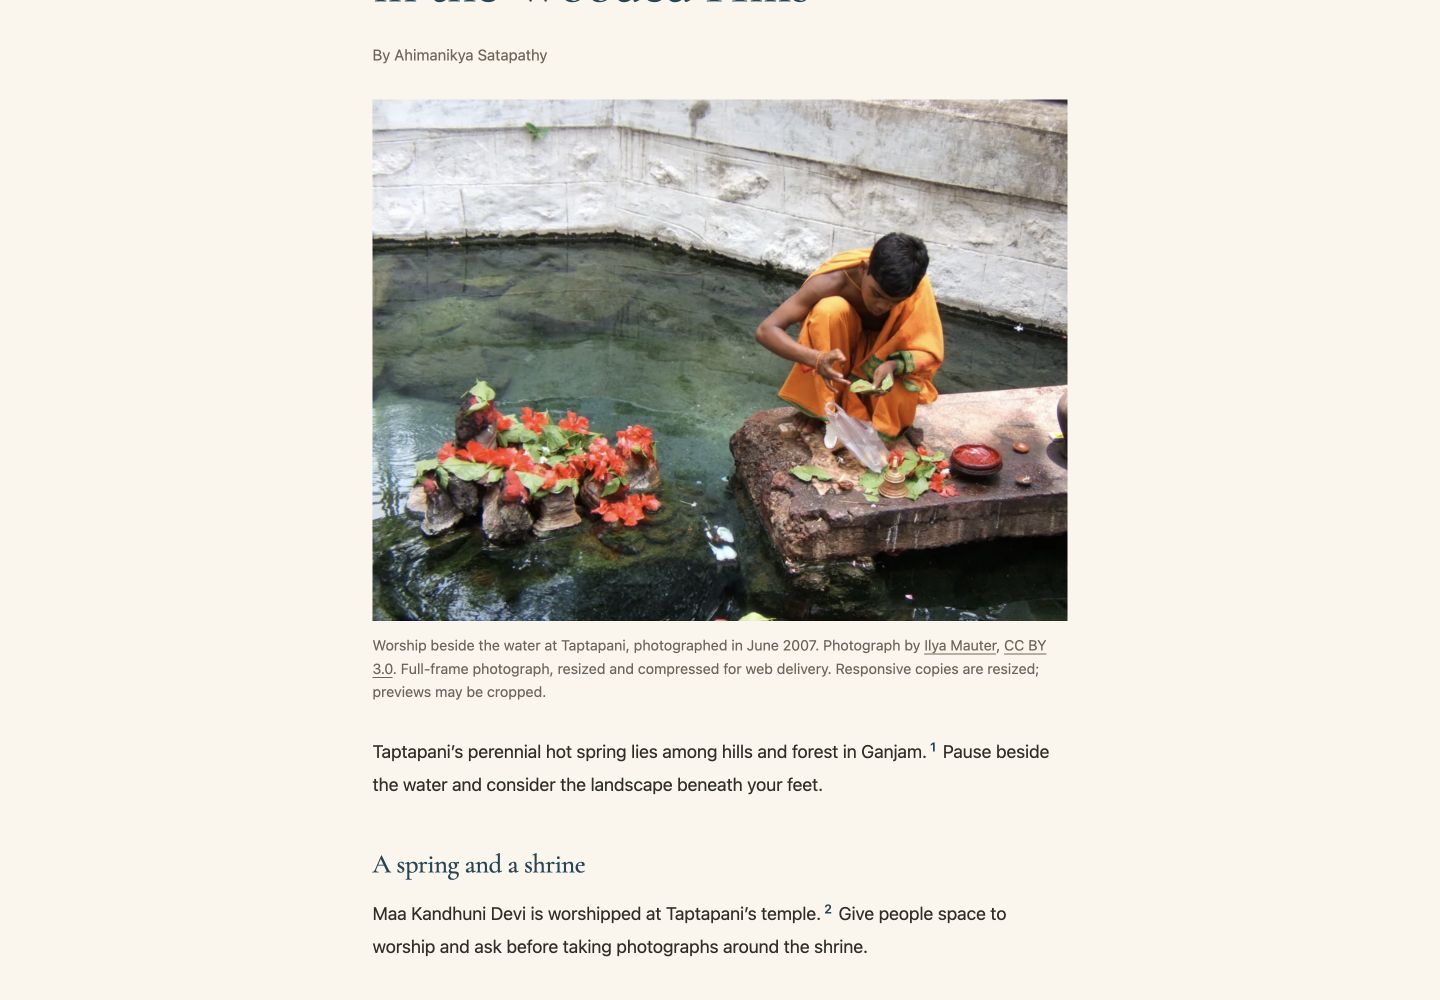 in the Wooded Hills
By Ahimanikya Satapathy
Worship beside the water at Taptapani, photographed in June 2007. Photograph by Ilya Mauter, CC BY
3.0. Full-frame photograph, resized and compressed for web delivery. Responsive copies are resized;
previews may be cropped.
Taptapani’s perennial hot spring lies among hills and forest in Ganjam. 1 Pause beside
the water and consider the landscape beneath your feet.
A spring and a shrine
Maa Kandhuni Devi is worshipped at Taptapani’s temple. 2 Give people space to
worship and ask before taking photographs around the shrine.